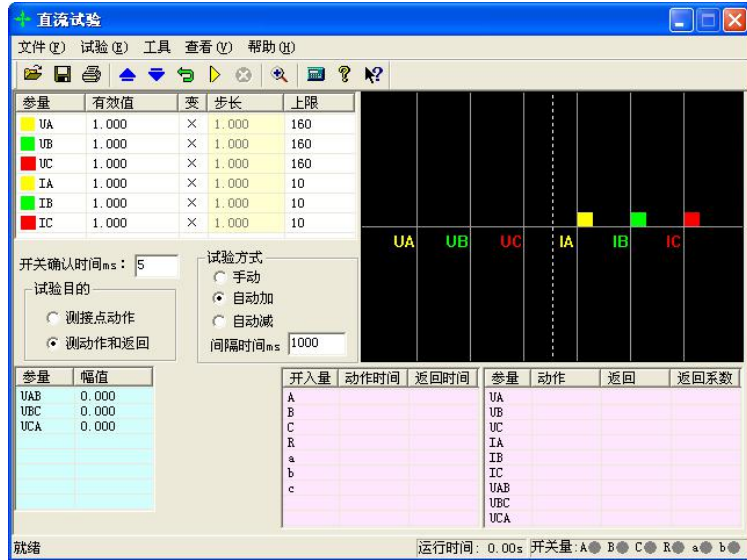 直流试验
文件(F) 试验(E) 工具 查看(V) 帮助(H)
参量 有效值 变 步长 上限
UA 1.000 × 1.000 160
UB 1.000 × 1.000 160
UC 1.000 × 1.000 160
IA 1.000 × 1.000 10
IB 1.000 × 1.000 10
IC 1.000 × 1.000 10
UA UB UC IA IB IC
开关确认时间ms: 5
试验目的
测接点动作
测动作和返回
试验方式
手动
自动加
自动减
间隔时间ms 1000
参量 幅值
UAB 0.000
UBC 0.000
UCA 0.000
开入量 动作时间 返回时间
A
B
C
R
a
b
c
参量 动作 返回 返回系数
UA
UB
UC
IA
IB
IC
UAB
UBC
UCA
就绪 运行时间: 0.00s 开关量:A B C R a b